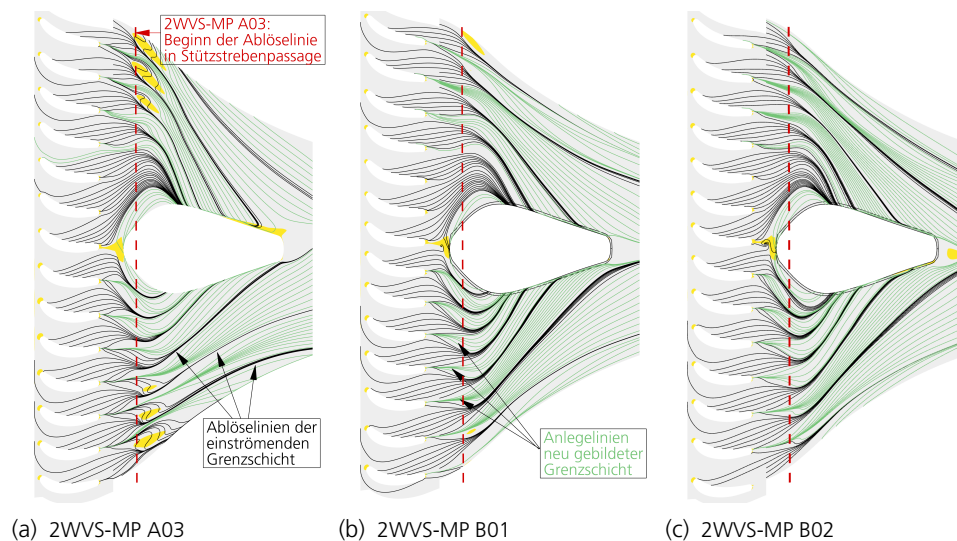 2WVS-MP A03:
Beginn der Ablöselinie
in Stützstrebenpassage
Ablöselinien der
einströmenden
Grenzschicht
Anlegelinien
neu gebildeter
Grenzschicht
(a) 2WVS-MP A03
(b) 2WVS-MP B01
(c) 2WVS-MP B02